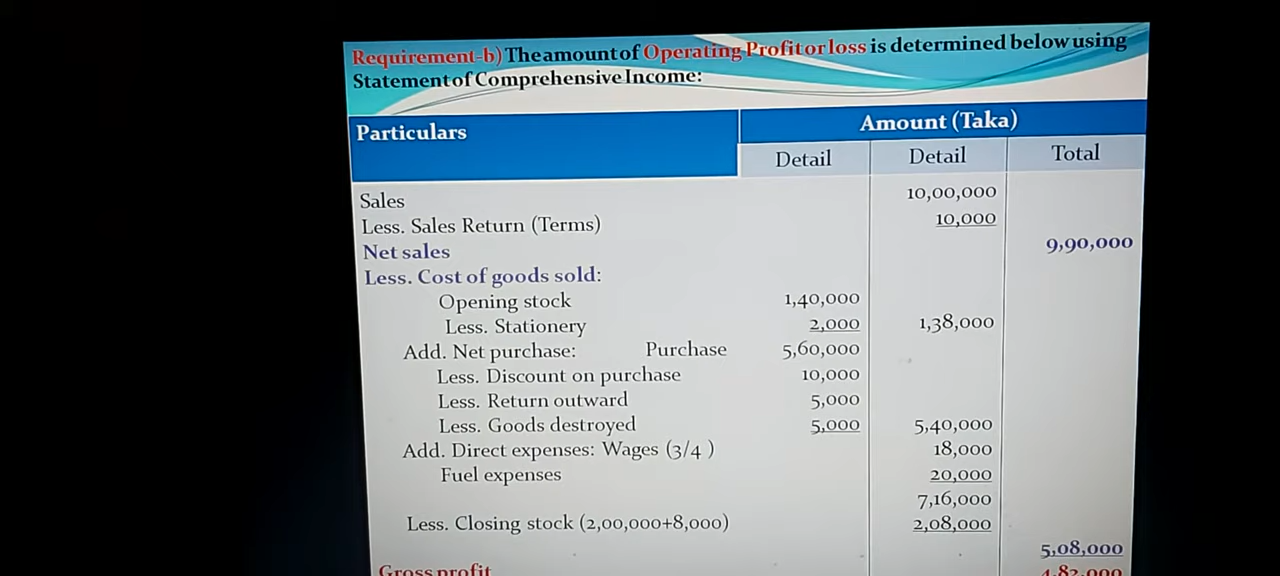 Requirement-b) The amount of Operating Profit or loss is determined below using
Statement of Comprehensive Income:
Particulars Amount (Taka)
Detail Detail Total
Sales 10,00,000
Less. Sales Return (Terms) 10,000
Net sales 9,90,000
Less. Cost of goods sold:
Opening stock 1,40,000
Less. Stationery 2,000 1,38,000
Add. Net purchase: Purchase 5,60,000
Less. Discount on purchase 10,000
Less. Return outward 5,000
Less. Goods destroyed 5,000 5,40,000
Add. Direct expenses: Wages (3/4 ) 18,000
Fuel expenses 20,000
7,16,000
Less. Closing stock (2,00,000+8,000) 2,08,000
5,08,000
Gross profit 4,82,000